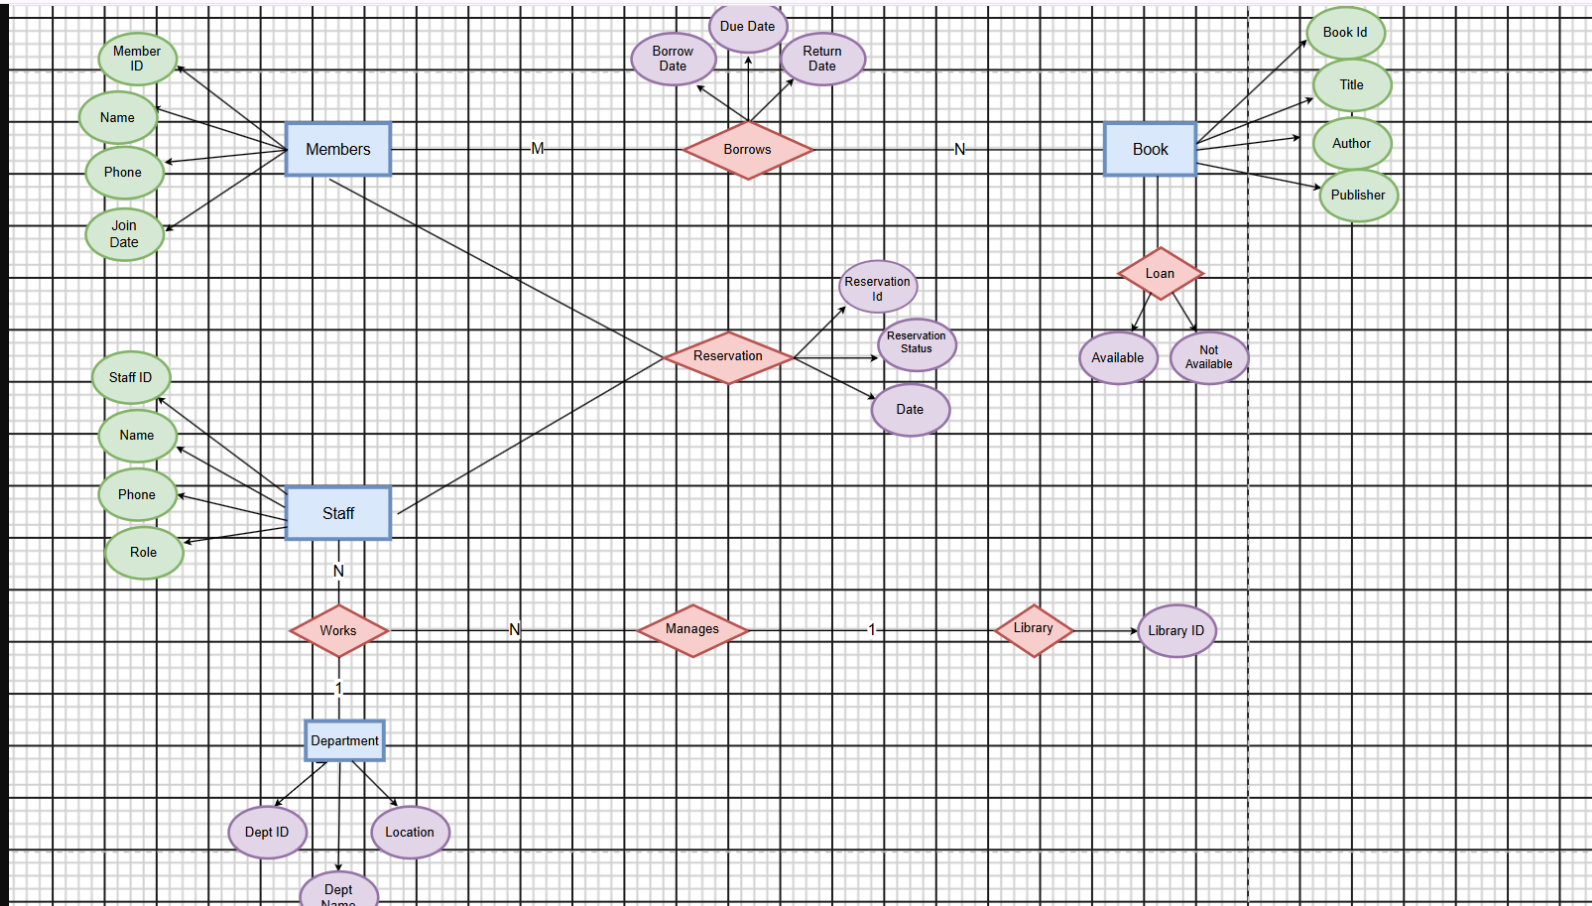 Due Date
Book Id
Member
ID
Borrow
Date
Return
Date
Title
Name
Members
M
Borrows
N
Book
Author
Phone
Publisher
Join
Date
Loan
Reservation
Id
Reservation
Status
Reservation
Available
Not
Available
Staff ID
Date
Name
Phone
Staff
Role
N
Works
N
Manages
1
Library
Library ID
1
Department
Dept ID
Location
Dept
Name